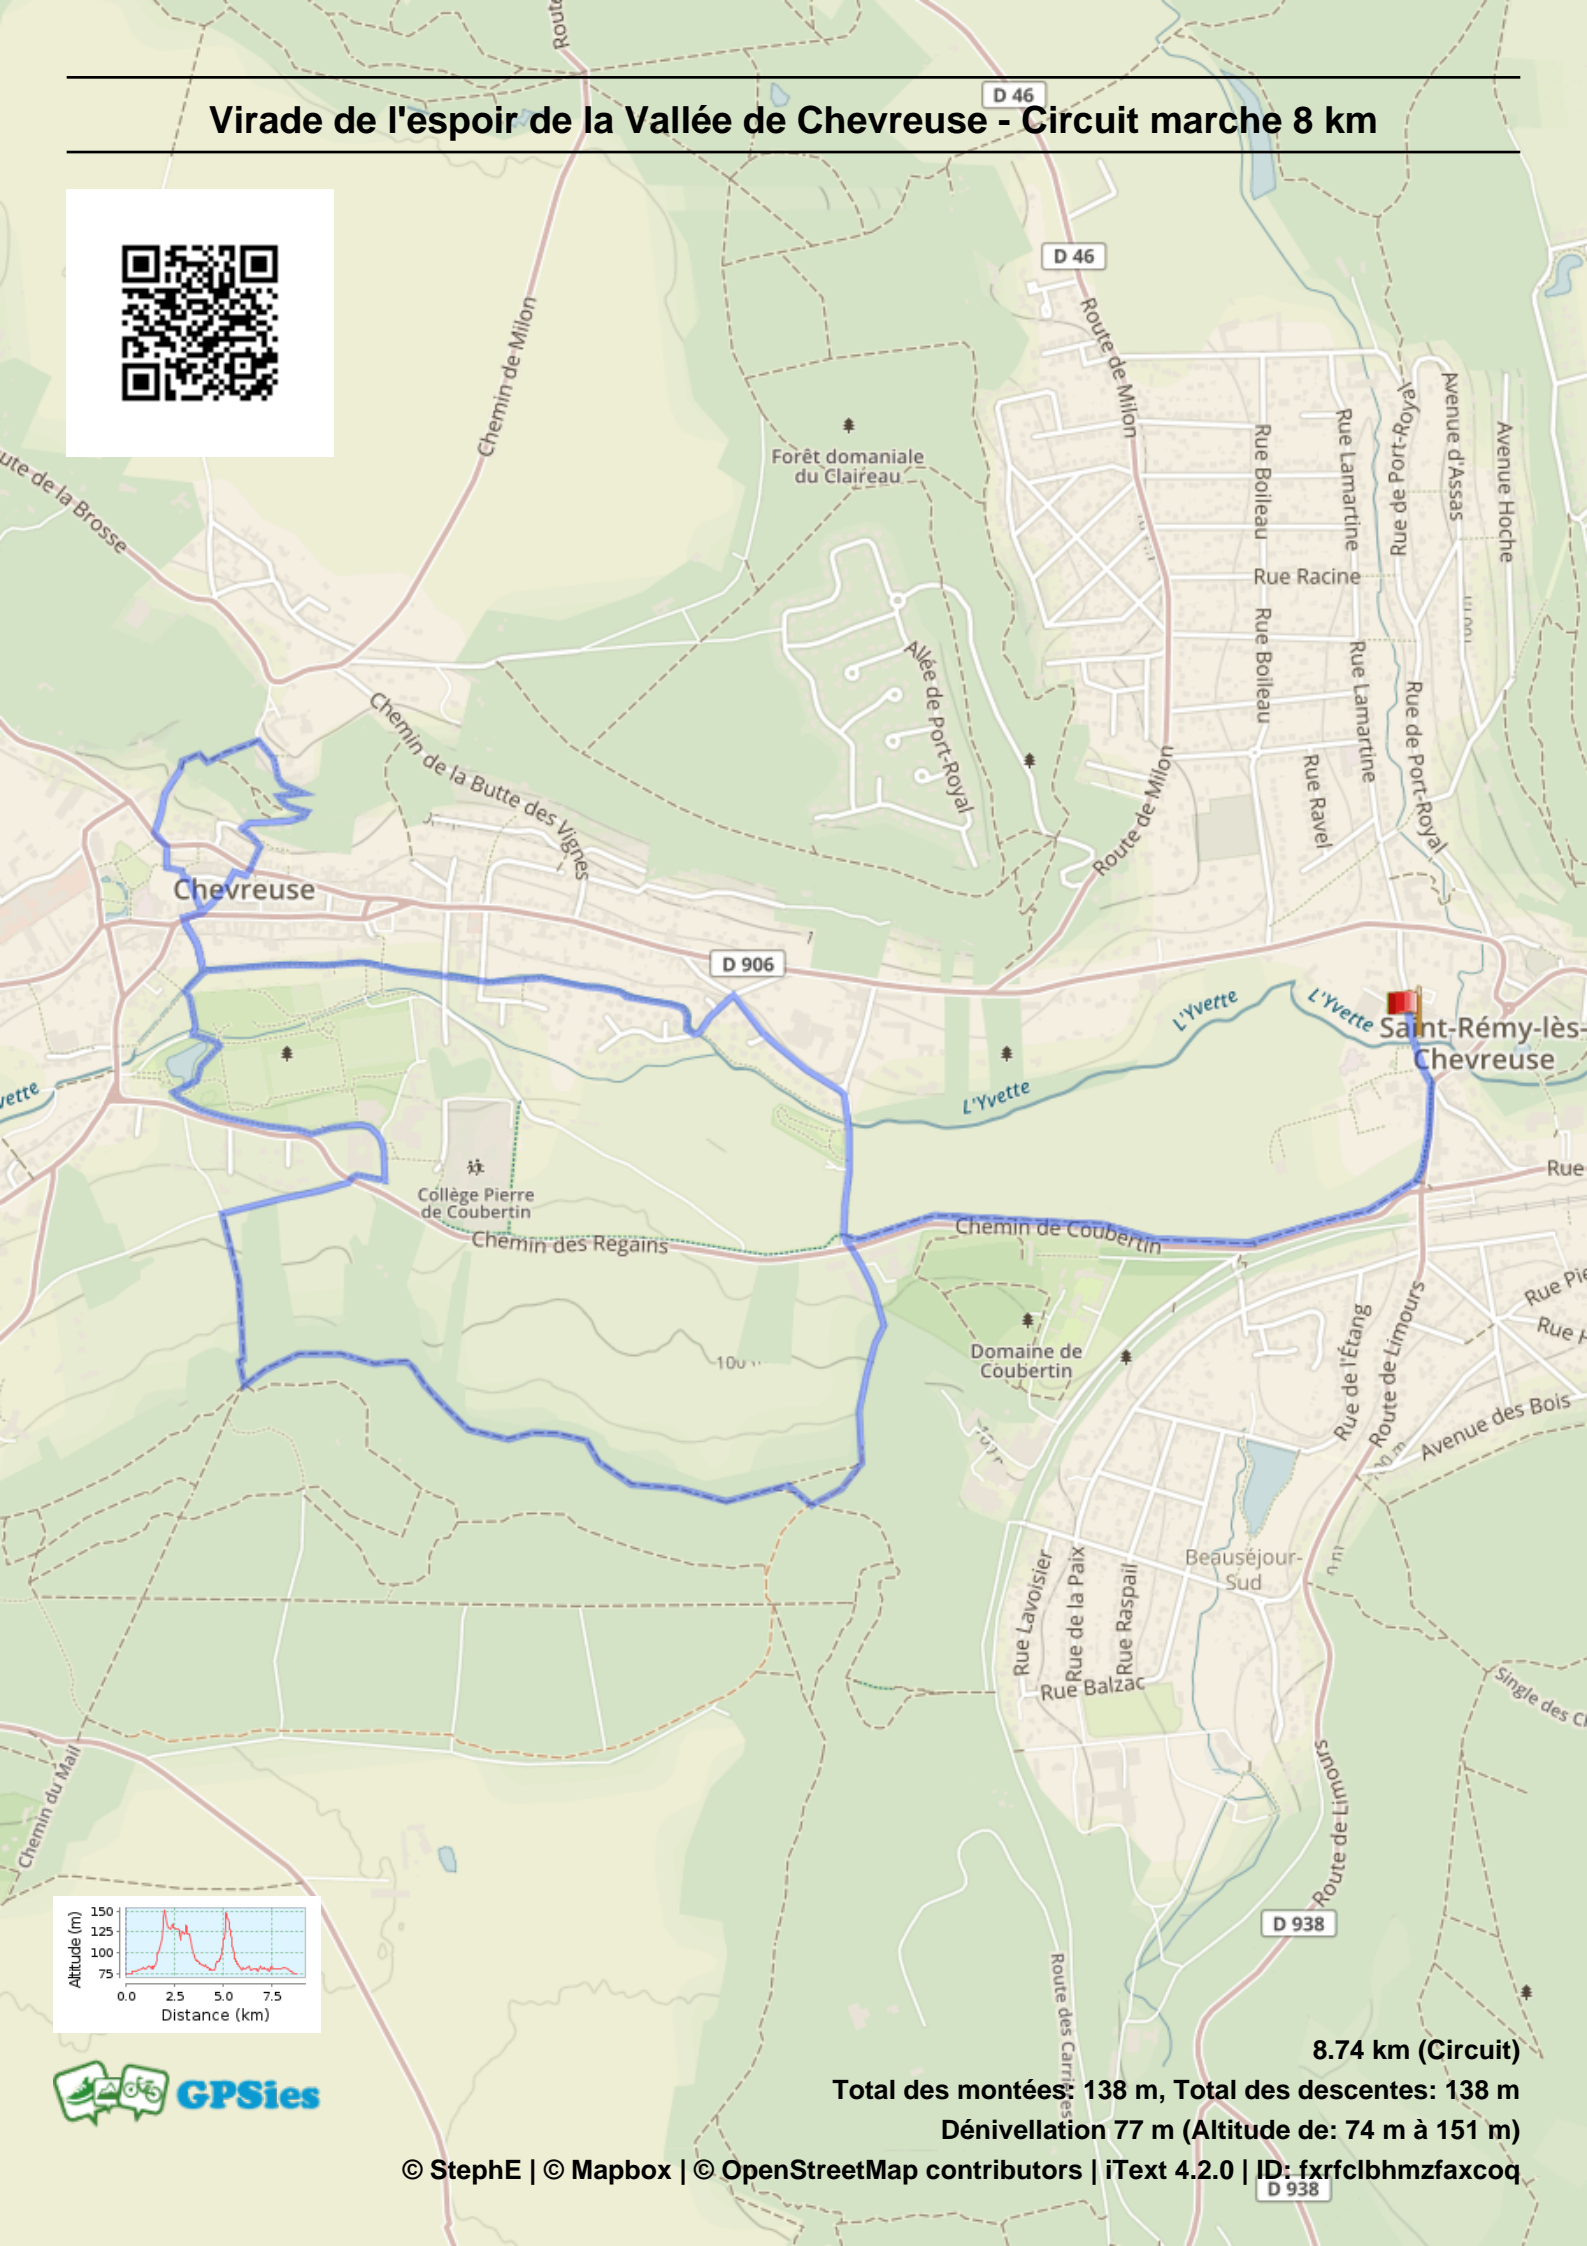 D 46
Virade de l'espoir de la Vallée de Chevreuse - Circuit marche 8 km
D 46
Route de Milon
Chemin de Milon
Forêt domaniale
du Claireau
Rue Boileau
Rue Lamartine
Rue de Port-Royal
Avenue d'Assas
Avenue Hoche
Rue Racine
Rue Boileau
Rue Lamartine
Rue de Port-Royal
Allée de Port-Royal
Chemin de la Butte des Vignes
Route de Milon
Rue Ravel
Chevreuse
D 906
L'Yvette
L'Yvette
Saint-Rémy-lès-
Chevreuse
L'Yvette
Collège Pierre
de Coubertin
Chemin des Regains
Chemin de Coubertin
Rue
Domaine de
Coubertin
Rue de l'Étang
Route de Limours
Avenue des Bois
Beauséjour-
Sud
Rue Lavoisier
Rue de la Paix
Rue Raspail
Rue Balzac
Route de Limours
Chemin du Mail
D 938
Altitude (m)
150
125
100
75
0.0 2.5 5.0 7.5
Distance (km)
GPSies
8.74 km (Circuit)
Total des montées: 138 m, Total des descentes: 138 m
Dénivellation 77 m (Altitude de: 74 m à 151 m)
© StephE | © Mapbox | © OpenStreetMap contributors | iText 4.2.0 | ID: fxrfclbhmzfaxcoq
D 938